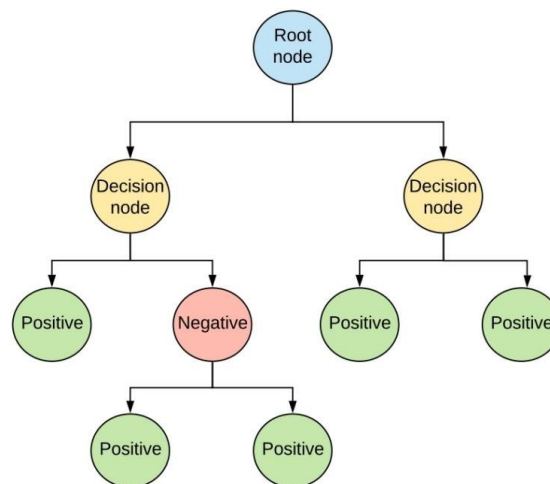 Root
node
Decision
node
Decision
node
Positive
Negative
Positive
Positive
Positive
Positive